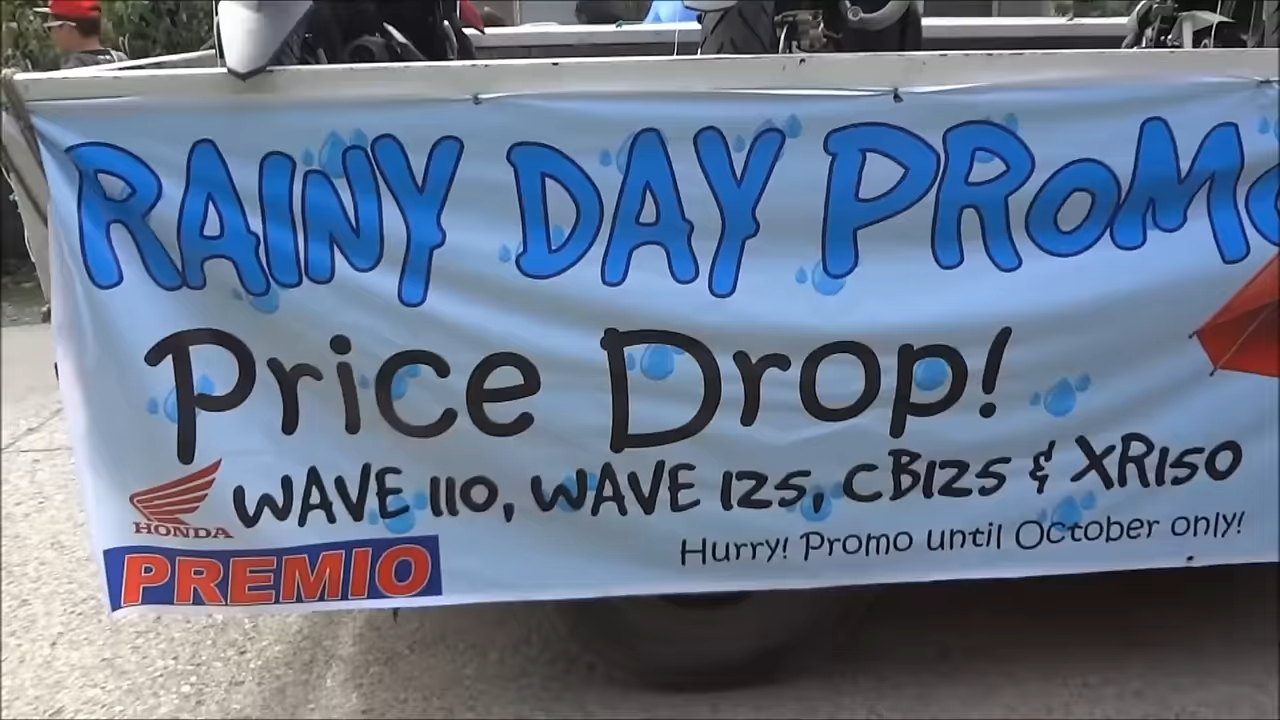 RAINY DAY PROMO
Price Drop!
WAVE 110, WAVE 125, CB125 & XR150
HONDA
Hurry! Promo until October only!
PREMIO